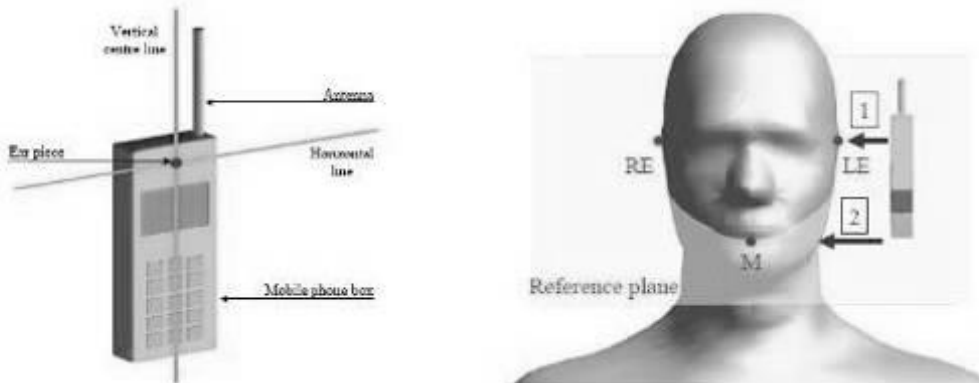 Vertical
centre line
Antenna
Ear piece
Horizontal
line
Mobile phone box
1
RE
LE
2
M
Reference plane